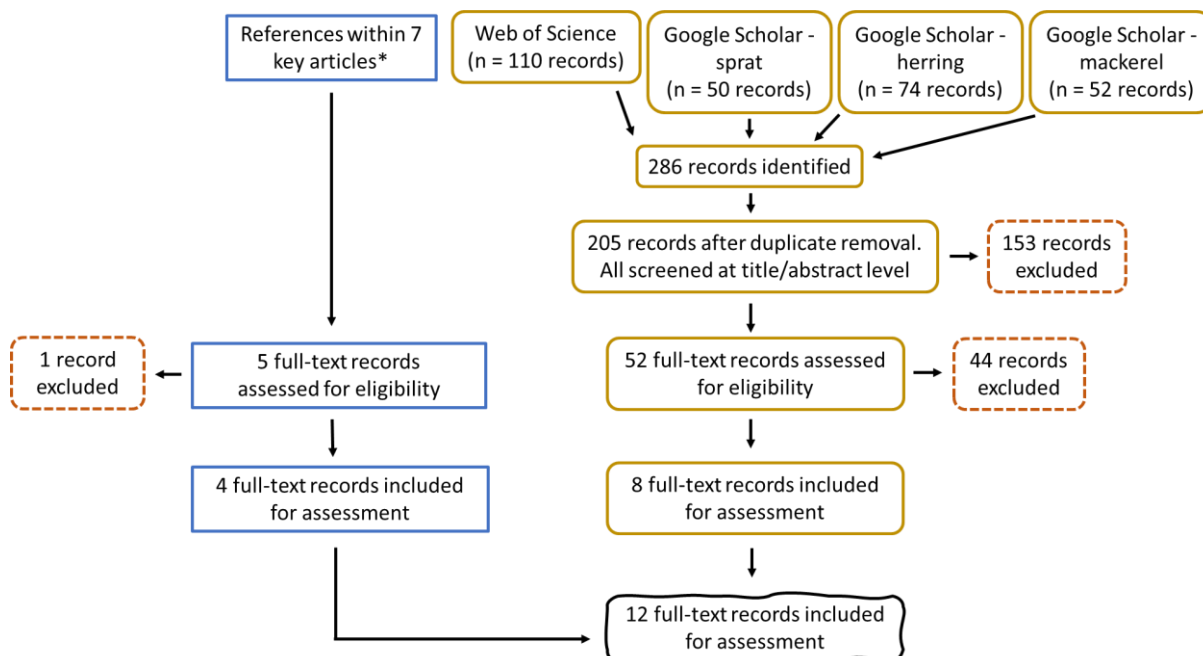 References within 7
key articles*
Web of Science
(n = 110 records)
Google Scholar -
sprat
(n = 50 records)
Google Scholar -
herring
(n = 74 records)
Google Scholar -
mackerel
(n = 52 records)
286 records identified
205 records after duplicate removal.
All screened at title/abstract level
153 records
excluded
1 record
excluded
5 full-text records
assessed for eligibility
52 full-text records assessed
for eligibility
44 records
excluded
4 full-text records included
for assessment
8 full-text records included
for assessment
12 full-text records included
for assessment